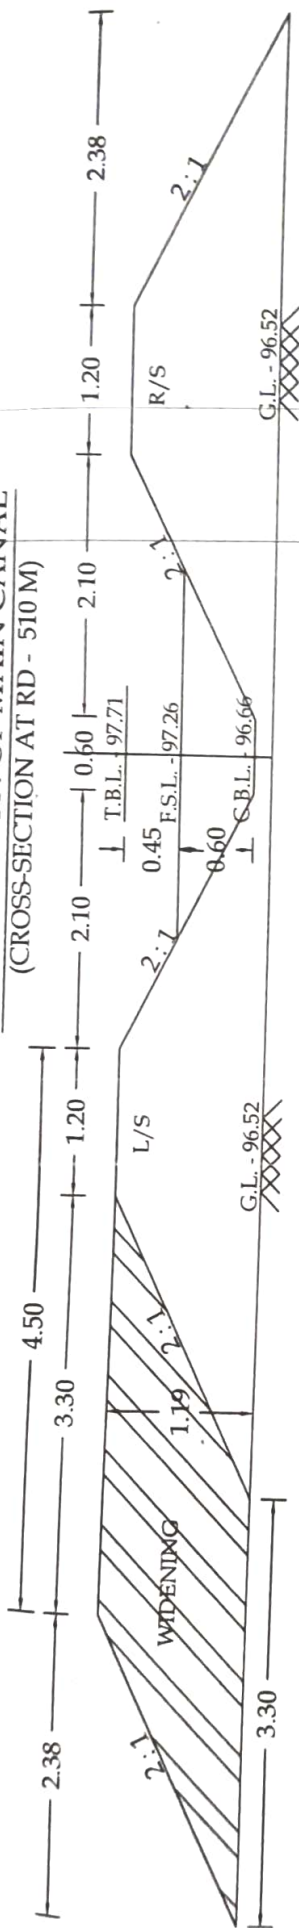 MAIN CANAL
(CROSS-SECTION AT RD - 510 M)
4.50
2.38
3.30
1.20
2.10
0.60
2.10
1.20
2.38
T.B.L. - 97.71
0.45
F.S.L. - 97.26
0.60
C.B.L. - 96.66
2:1
WIDENING
1.19
2:1
L/S
2:1
2:1
R/S
2:1
G.L. - 96.52
G.L. - 96.52
3.30